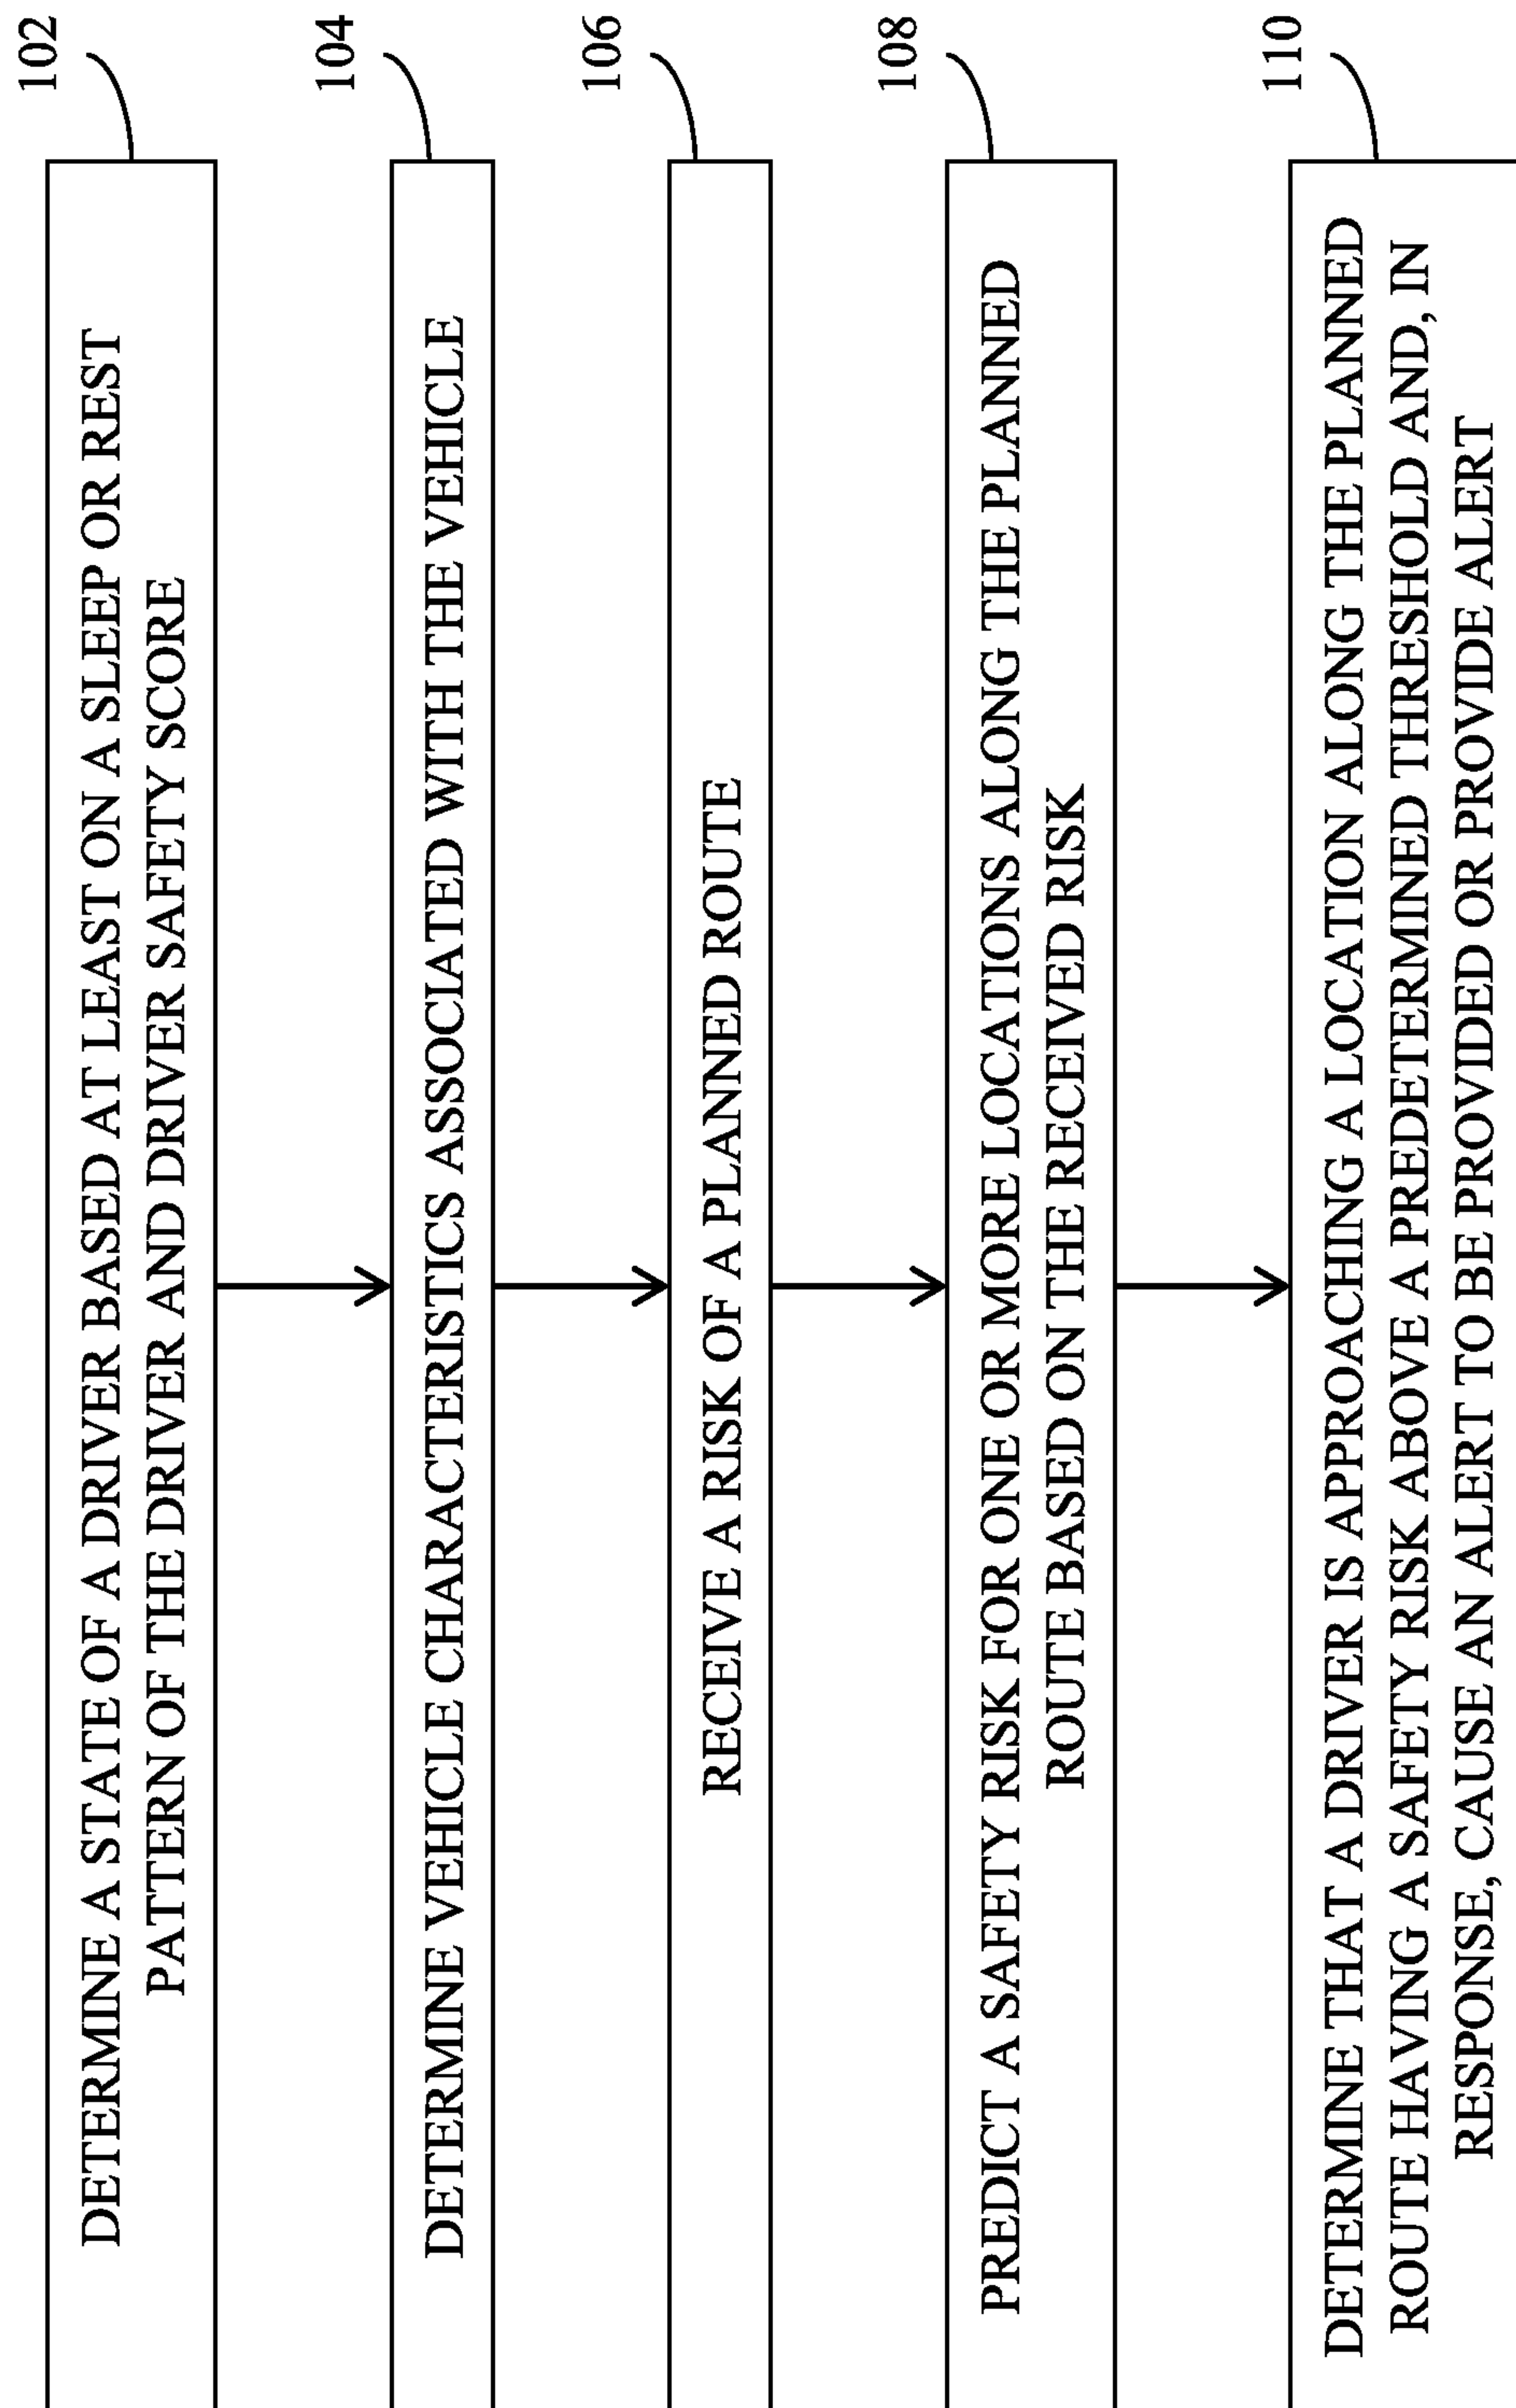 102
DETERMINE A STATE OF A DRIVER BASED AT LEAST ON A SLEEP OR REST
PATTERN OF THE DRIVER AND DRIVER SAFETY SCORE
104
DETERMINE VEHICLE CHARACTERISTICS ASSOCIATED WITH THE VEHICLE
106
RECEIVE A RISK OF A PLANNED ROUTE
108
PREDICT A SAFETY RISK FOR ONE OR MORE LOCATIONS ALONG THE PLANNED
ROUTE BASED ON THE RECEIVED RISK
110
DETERMINE THAT A DRIVER IS APPROACHING A LOCATION ALONG THE PLANNED
ROUTE HAVING A SAFETY RISK ABOVE A PREDETERMINED THRESHOLD AND, IN
RESPONSE, CAUSE AN ALERT TO BE PROVIDED OR PROVIDE ALERT